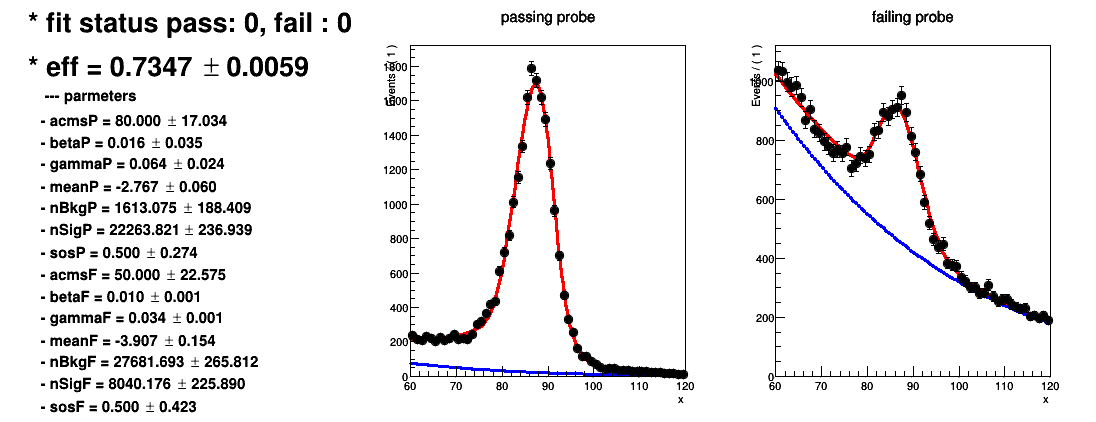 * fit status pass: 0, fail : 0
* eff = 0.7347 ± 0.0059
--- parmeters
- acmsP = 80.000 ± 17.034
- betaP = 0.016 ± 0.035
- gammaP = 0.064 ± 0.024
- meanP = -2.767 ± 0.060
- nBkgP = 1613.075 ± 188.409
- nSigP = 22263.821 ± 236.939
- sosP = 0.500 ± 0.274
- acmsF = 50.000 ± 22.575
- betaF = 0.010 ± 0.001
- gammaF = 0.034 ± 0.001
- meanF = -3.907 ± 0.154
- nBkgF = 27681.693 ± 265.812
- nSigF = 8040.176 ± 225.890
- sosF = 0.500 ± 0.423
passing probe
Events / ( 1 )
1800
1600
1400
1200
1000
800
600
400
200
0
60 70 80 90 100 110 120
x
failing probe
Events / ( 1 )
1000
800
600
400
200
0
60 70 80 90 100 110 120
x